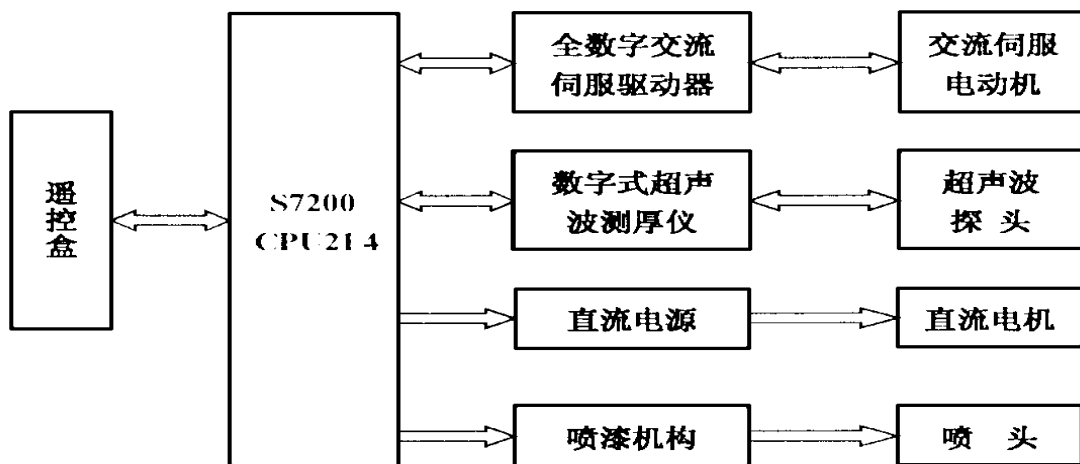 全数字交流
伺服驱动器
交流伺服
电动机
遥
控
盒
S7200
CPU214
数字式超声
波测厚仪
超声波
探 头
直流电源
直流电机
喷漆机构
喷 头